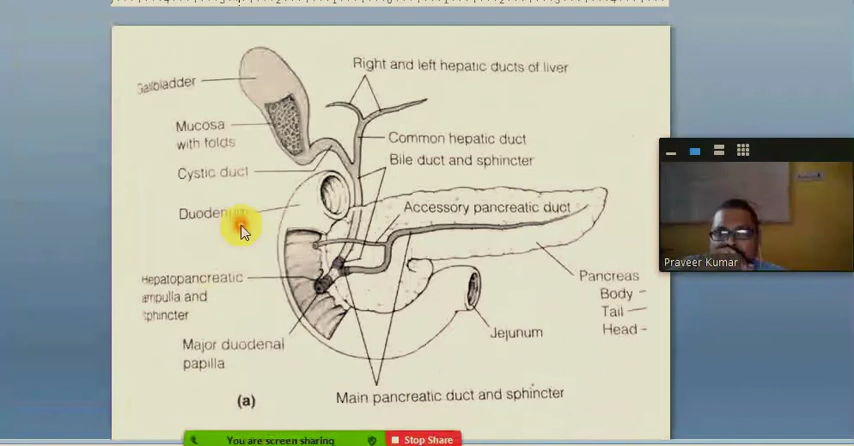 Gallbladder
Right and left hepatic ducts of liver
Mucosa
with folds
Common hepatic duct
Bile duct and sphincter
Cystic duct
Accessory pancreatic duct
Hepatopancreatic
ampulla and
sphincter
Pancreas
Body
Tail
Head
Major duodenal
papilla
Jejunum
(a)
Main pancreatic duct and sphincter
Praveer Kumar
You are screen sharing
Stop Share